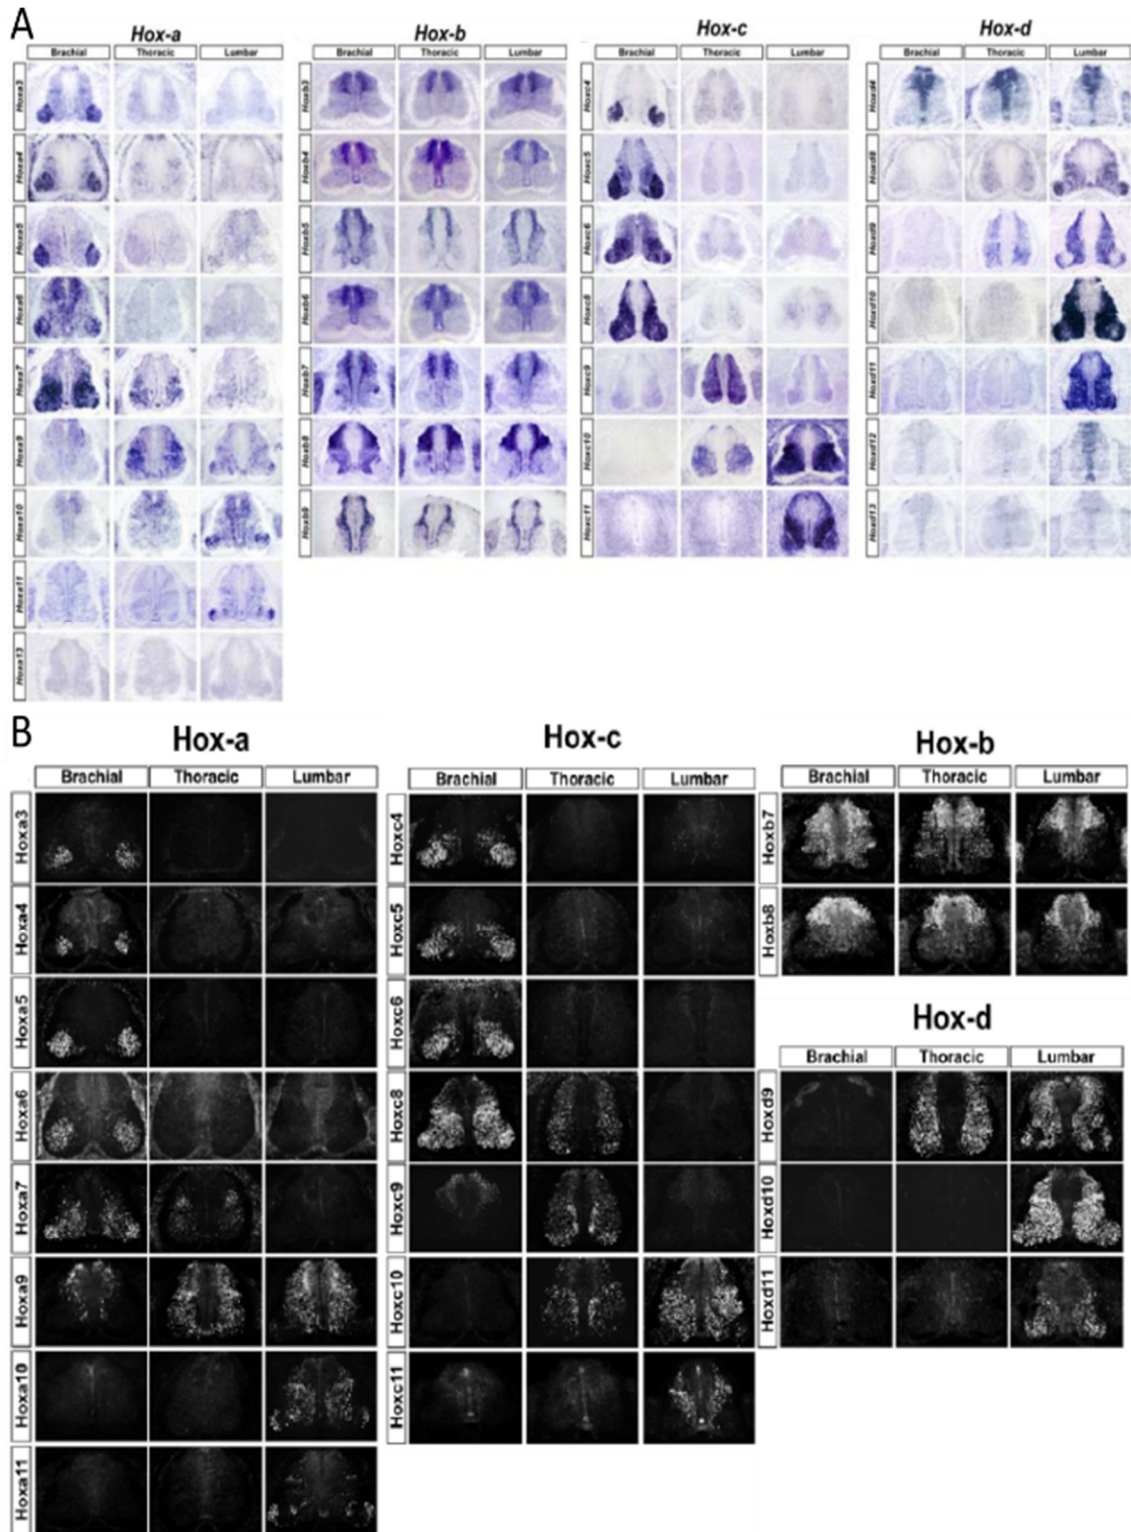 A
Hox-a
Brachial Thoracic Lumbar
Hoxa3
Hoxa4
Hoxa5
Hoxa6
Hoxa7
Hoxa9
Hoxa10
Hoxa11
Hoxa13
Hox-b
Brachial Thoracic Lumbar
Hoxb3
Hoxb4
Hoxb5
Hoxb6
Hoxb7
Hoxb8
Hoxb9
Hox-c
Brachial Thoracic Lumbar
Hoxc4
Hoxc5
Hoxc6
Hoxc8
Hoxc9
Hoxc10
Hoxc11
Hox-d
Brachial Thoracic Lumbar
Hoxd4
Hoxd8
Hoxd9
Hoxd10
Hoxd11
Hoxd12
Hoxd13
B
Hox-a
Brachial Thoracic Lumbar
Hoxa3
Hoxa4
Hoxa5
Hoxa6
Hoxa7
Hoxa9
Hoxa10
Hoxa11
Hox-c
Brachial Thoracic Lumbar
Hoxc4
Hoxc5
Hoxc6
Hoxc8
Hoxc9
Hoxc10
Hoxc11
Hox-b
Brachial Thoracic Lumbar
Hoxb7
Hoxb8
Hox-d
Brachial Thoracic Lumbar
Hoxd9
Hoxd10
Hoxd11